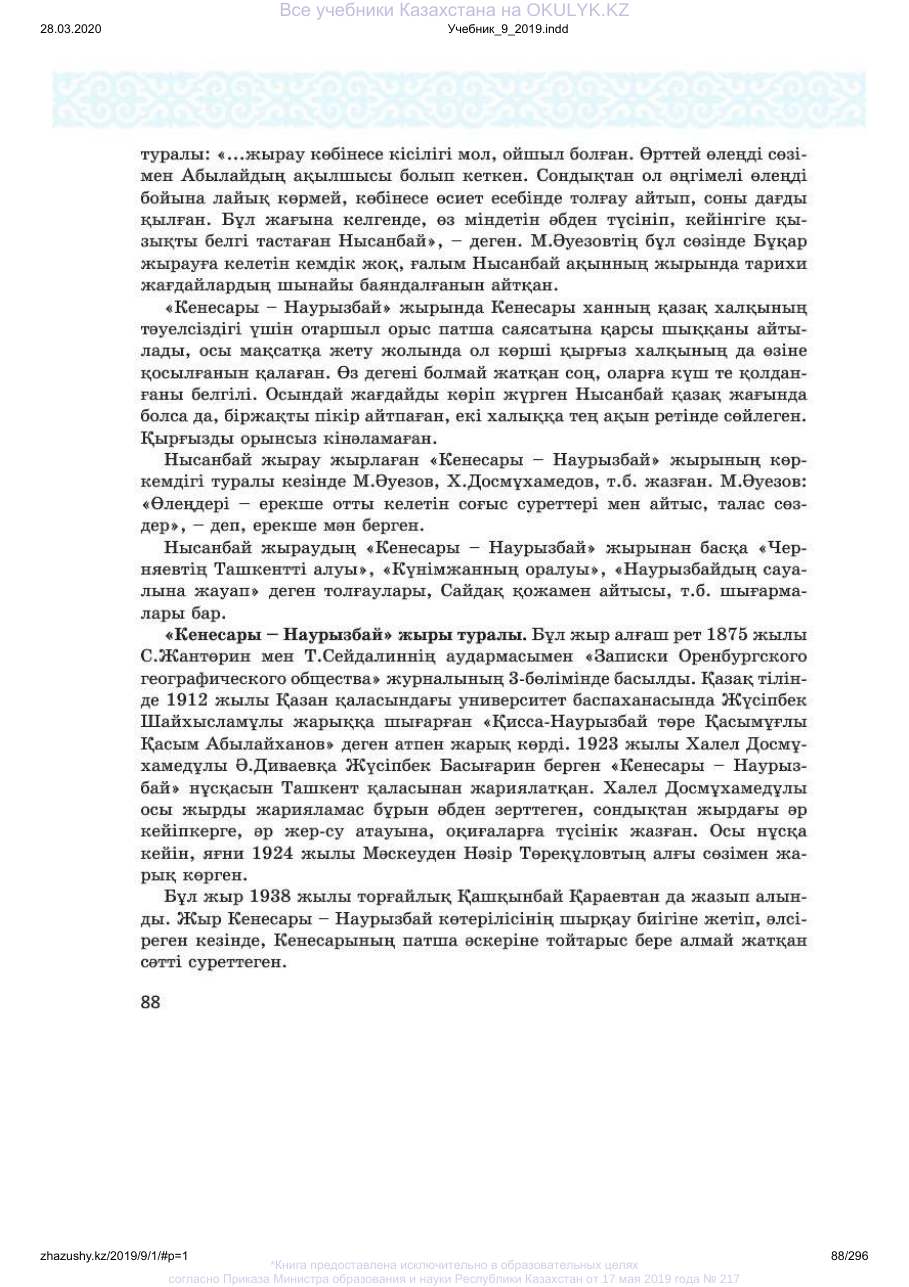 Все учебники Казахстана на OKULYK.KZ
28.03.2020 Учебник_9_2019.indd
туралы: «...жырау көбінесе кісілігі мол, ойшыл болған. Өрттей өлеңді сөзі-
мен Абылайдың ақылшысы болып кеткен. Сондықтан ол әңгімелі өлеңді
бойына лайық көрмей, көбінесе өсиет есебінде толғау айтып, соны дағды
қылған. Бұл жағына келгенде, өз міндетін әбден түсініп, кейінгіге қы-
зықты белгі тастаған Нысанбай», – деген. М.Әуезовтің бұл сөзінде Бұқар
жырауға келетін кемдік жоқ, ғалым Нысанбай ақынның жырында тарихи
жағдайлардың шынайы баяндалғанын айтқан.
«Кенесары – Наурызбай» жырында Кенесары ханның қазақ халқының
тәуелсіздігі үшін отаршыл орыс патша саясатына қарсы шыққаны айты-
лады, осы мақсатқа жету жолында ол көрші қырғыз халқының да өзіне
қосылғанын қалаған. Өз дегені болмай жатқан соң, оларға күш те қолдан-
ғаны белгілі. Осындай жағдайды көріп жүрген Нысанбай қазақ жағында
болса да, біржақты пікір айтпаған, екі халыққа тең ақын ретінде сөйлеген.
Қырғызды орынсыз кінәламаған.
Нысанбай жырау жырлаған «Кенесары – Наурызбай» жырының көр-
кемдігі туралы кезінде М.Әуезов, Х.Досмұхамедов, т.б. жазған. М.Әуезов:
«Өлеңдері – ерекше отты келетін соғыс суреттері мен айтыс, талас сөз-
дер», – деп, ерекше мән берген.
Нысанбай жыраудың «Кенесары – Наурызбай» жырынан басқа «Чер-
няевтің Ташкентті алуы», «Күнімжанның оралуы», «Наурызбайдың сауа-
лына жауап» деген толғаулары, Сайдақ қожамен айтысы, т.б. шығарма-
лары бар.
«Кенесары – Наурызбай» жыры туралы. Бұл жыр алғаш рет 1875 жылы
С.Жантөрин мен Т.Сейдалиннің аудармасымен «Записки Оренбургского
географического общества» журналының 3-бөлімінде басылды. Қазақ тілін-
де 1912 жылы Қазан қаласындағы университет баспаханасында Жүсіпбек
Шайхысламұлы жарыққа шығарған «Қисса-Наурызбай төре Қасымұғлы
Қасым Абылайханов» деген атпен жарық көрді. 1923 жылы Халел Досмұ-
хамедұлы Ә.Диваевқа Жүсіпбек Басығарин берген «Кенесары – Наурыз-
бай» нұсқасын Ташкент қаласынан жариялатқан. Халел Досмұхамедұлы
осы жырды жарияламас бұрын әбден зерттеген, сондықтан жырдағы әр
кейіпкерге, әр жер-су атауына, оқиғаларға түсінік жазған. Осы нұсқа
кейін, яғни 1924 жылы Мәскеуден Нәзір Төреқұловтың алғы сөзімен жа-
рық көрген.
Бұл жыр 1938 жылы торғайлық Қашқынбай Қараевтан да жазып алын-
ды. Жыр Кенесары – Наурызбай көтерілісінің шырқау биігіне жетіп, әлсі-
реген кезінде, Кенесарының патша әскеріне тойтарыс бере алмай жатқан
сәтті суреттеген.
88
zhazushy.kz/2019/9/1/#p=1 88/296
*Книга предоставлена исключительно в образовательных целях
согласно Приказа Министра образования и науки Республики Казахстан от 17 мая 2019 года № 217